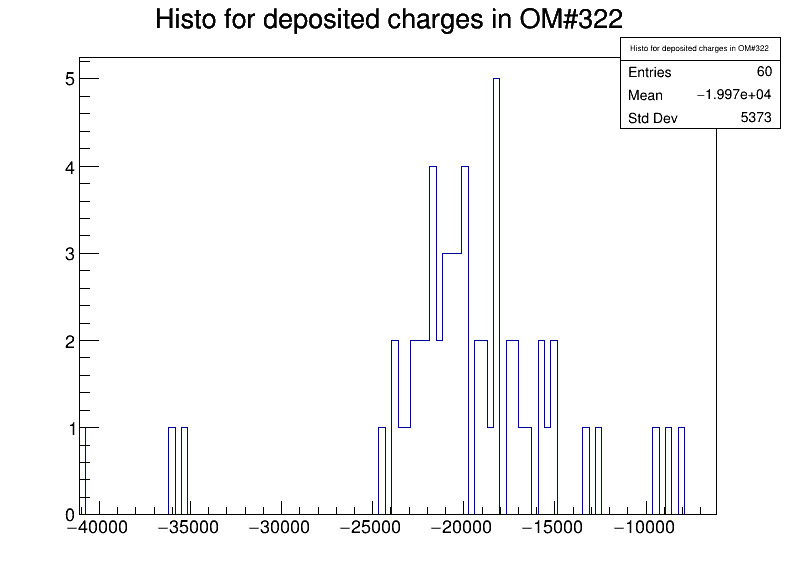 Histo for deposited charges in OM#322
Histo for deposited charges in OM#322
Entries 60
Mean −1.997e+04
Std Dev 5373
5
4
3
2
1
0
−40000 −35000 −30000 −25000 −20000 −15000 −10000